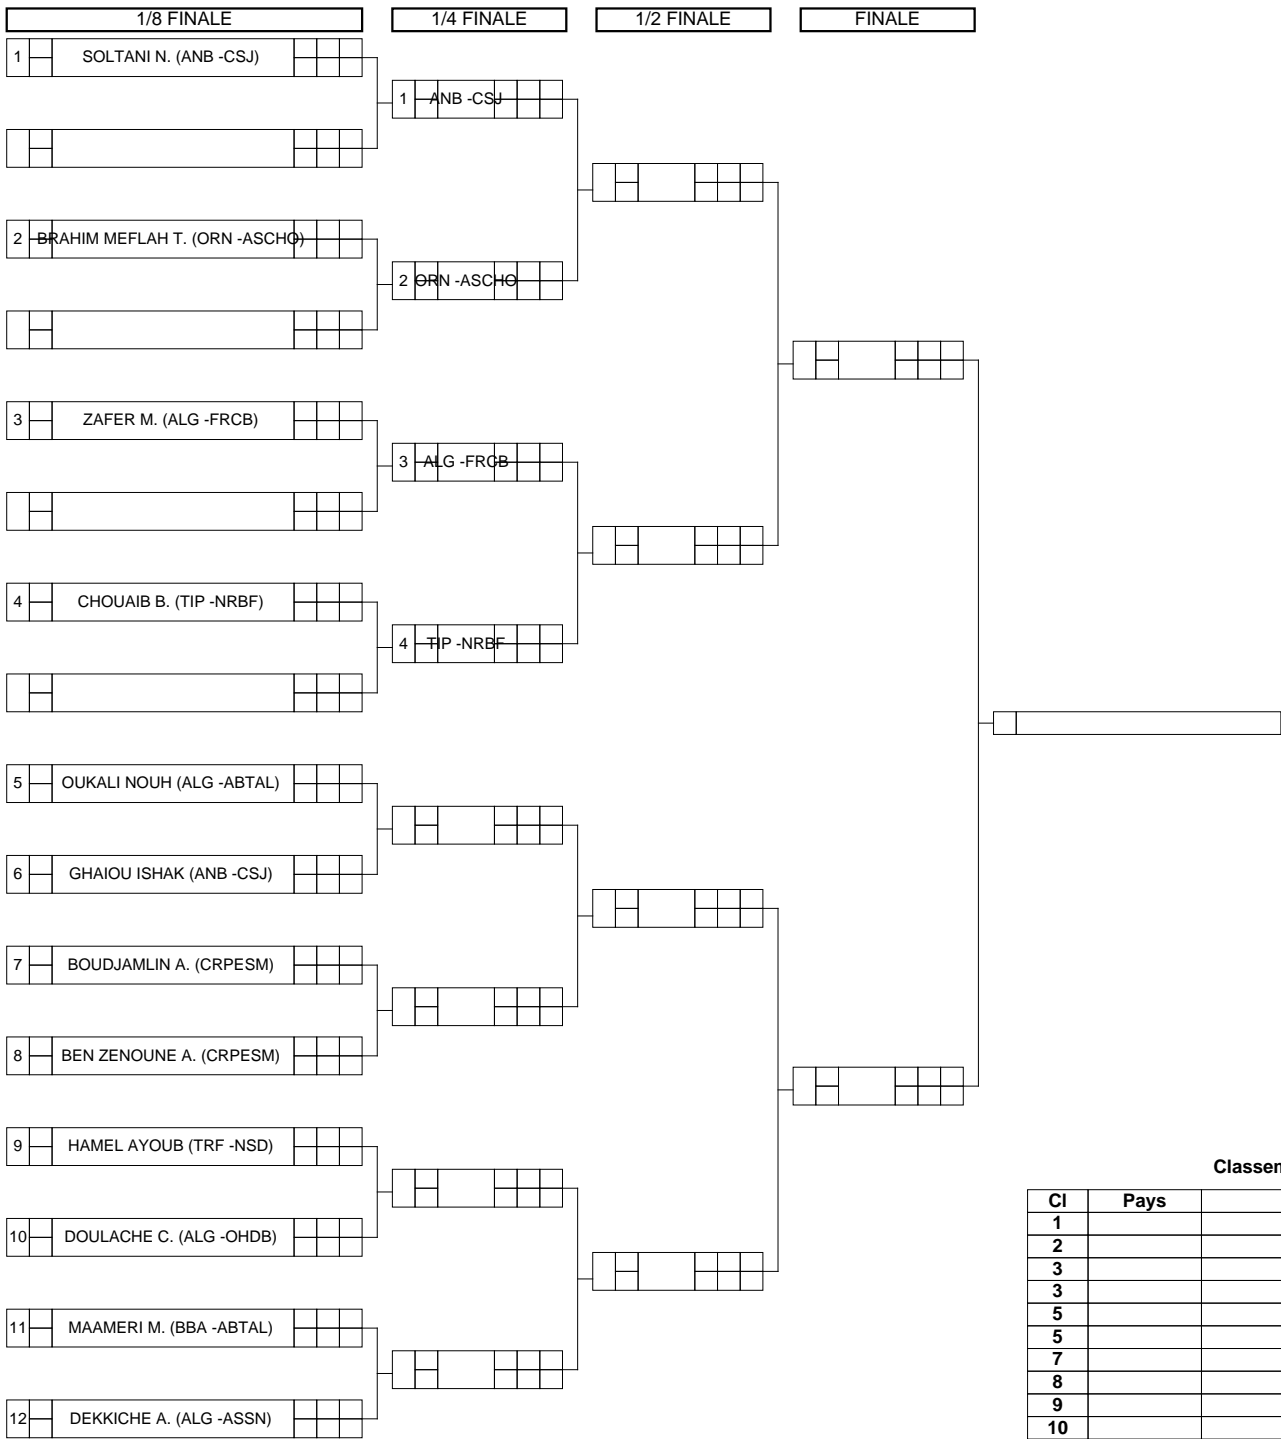 1/8 FINALE
1/4 FINALE
1/2 FINALE
FINALE
1 SOLTANI N. (ANB -CSJ)
1 ANB -CSJ
2 BRAHIM MEFLAH T. (ORN -ASCHO)
2 ORN -ASCHO
3 ZAFER M. (ALG -FRCB)
3 ALG -FRCB
4 CHOUAIB B. (TIP -NRBF)
4 TIP -NRBF
5 OUKALI NOUH (ALG -ABTAL)
6 GHAIOU ISHAK (ANB -CSJ)
7 BOUDJAMLIN A. (CRPESM)
8 BEN ZENOUNE A. (CRPESM)
9 HAMEL AYOUB (TRF -NSD)
10 DOULACHE C. (ALG -OHDB)
11 MAAMERI M. (BBA -ABTAL)
12 DEKKICHE A. (ALG -ASSN)
Classem
Cl Pays
1
2
3
3
5
5
7
8
9
10